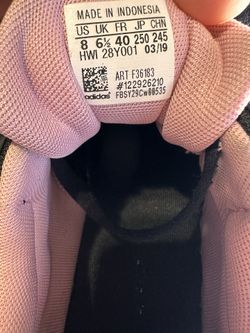 MADE IN INDONESIA
US UK FR JP CHN
8 6½ 40 250 245
HWI 28Y001 03/19
ART F36183
#122926210
adidas FBSY29CW00535